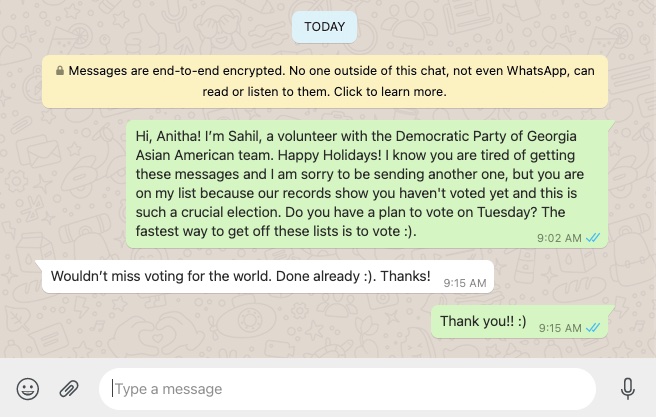 TODAY
Messages are end-to-end encrypted. No one outside of this chat, not even WhatsApp, can
read or listen to them. Click to learn more.
Hi, Anitha! I'm Sahil, a volunteer with the Democratic Party of Georgia
Asian American team. Happy Holidays! I know you are tired of getting
these messages and I am sorry to be sending another one, but you are
on my list because our records show you haven't voted yet and this is
such a crucial election. Do you have a plan to vote on Tuesday? The
fastest way to get off these lists is to vote :).
9:02 AM
Wouldn't miss voting for the world. Done already :). Thanks!
9:15 AM
Thank you!! :)
9:15 AM
Type a message